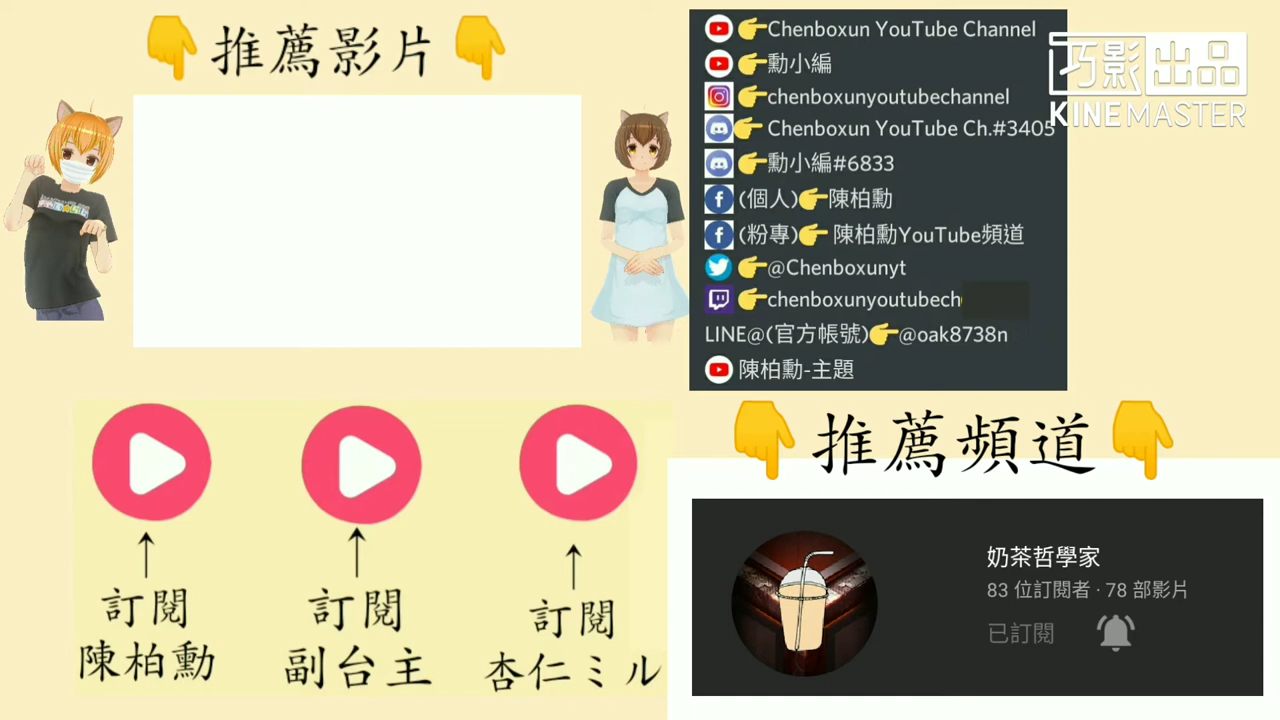 推薦影片
Chenboxun YouTube Channel
勳小編
chenboxunyoutubechannel
Chenboxun YouTube Ch.#3405
勳小編#6833
(個人)陳柏勳
(粉專)陳柏勳YouTube頻道
@Chenboxunyt
chenboxunyoutubech
LINE@(官方帳號)@oak8738n
陳柏勳-主題
巧影出品
KINEMASTER
訂閱
陳柏勳
訂閱
副台主
訂閱
杏仁ミル
推薦頻道
奶茶哲學家
83 位訂閱者 · 78 部影片
已訂閱